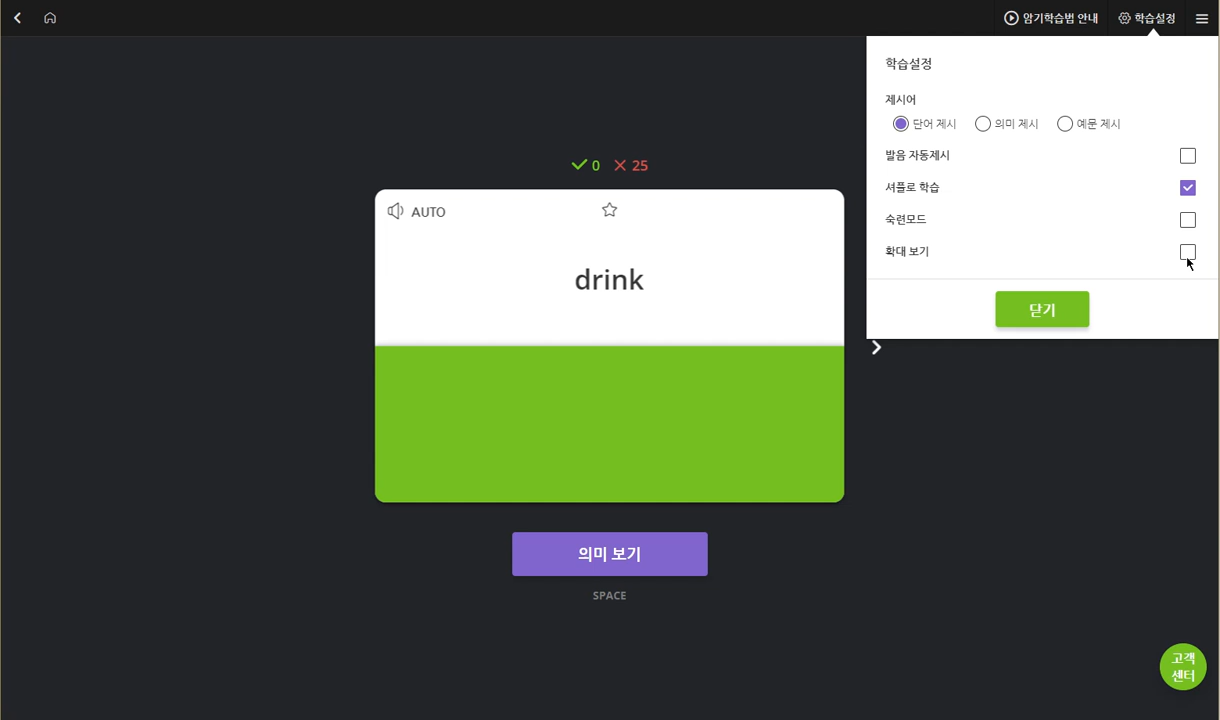 암기학습법 안내
학습설정
학습설정
제시어
단어 제시
의미 제시
예문 제시
발음 자동제시
셔플로 학습
숙련모드
확대 보기
닫기
0
25
AUTO
drink
의미 보기
SPACE
고객
센터